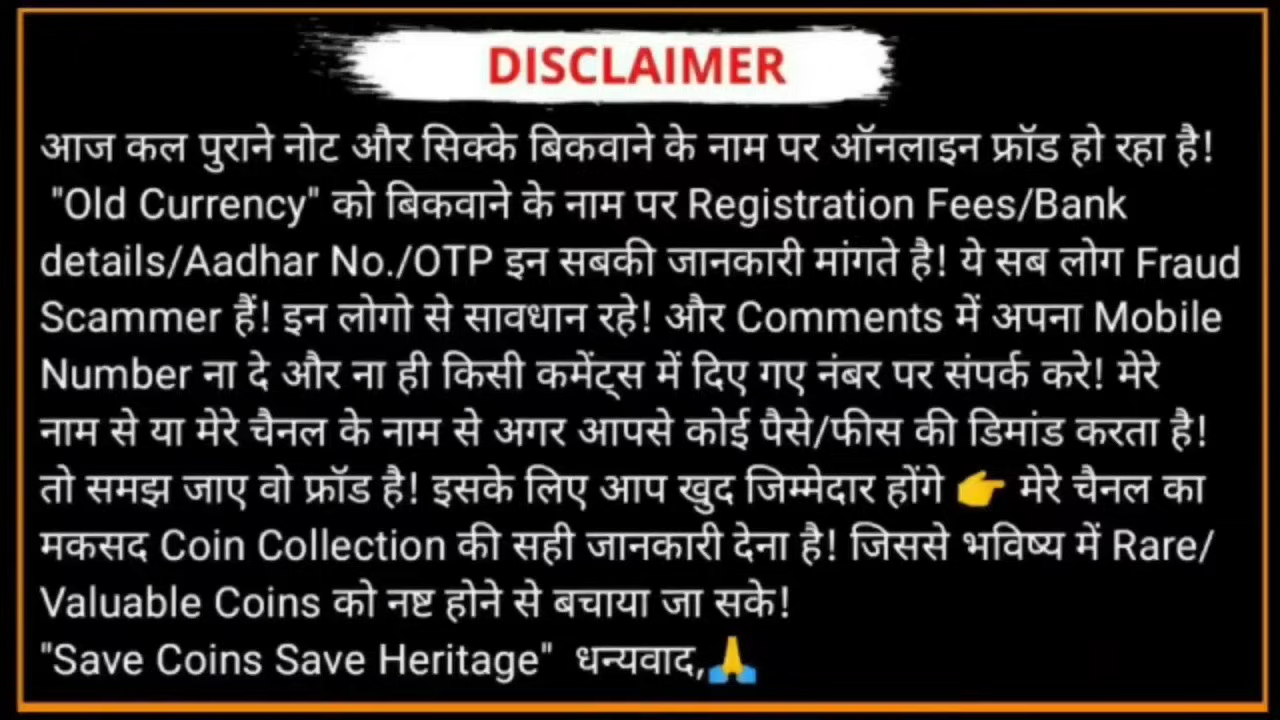 DISCLAIMER
आज कल पुराने नोट और सिक्के बिकवाने के नाम पर ऑनलाइन फ्रॉड हो रहा है!
"Old Currency" को बिकवाने के नाम पर Registration Fees/Bank
details/Aadhar No./OTP इन सबकी जानकारी मांगते है! ये सब लोग Fraud
Scammer हैं! इन लोगो से सावधान रहे! और Comments में अपना Mobile
Number ना दे और ना ही किसी कमेंट्स में दिए गए नंबर पर संपर्क करे! मेरे
नाम से या मेरे चैनल के नाम से अगर आपसे कोई पैसे/फीस की डिमांड करता है!
तो समझ जाए वो फ्रॉड है! इसके लिए आप खुद जिम्मेदार होंगे 👉 मेरे चैनल का
मकसद Coin Collection की सही जानकारी देना है! जिससे भविष्य में Rare/
Valuable Coins को नष्ट होने से बचाया जा सके!
"Save Coins Save Heritage" धन्यवाद,🙏